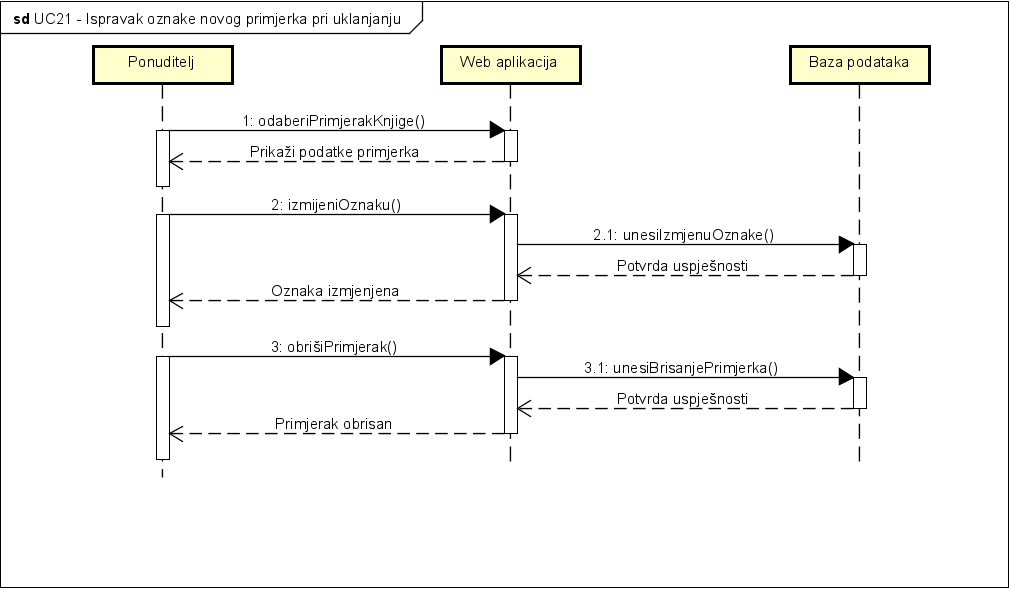 sd UC21 - Ispravak oznake novog primjerka pri uklanjanju
Ponuditelj
Web aplikacija
Baza podataka
1: odaberiPrimjerakKnjige()
Prikaži podatke primjerka
2: izmijeniOznaku()
2.1: unesiIzmjenuOznake()
Potvrda uspješnosti
Oznaka izmjenjena
3: obrišiPrimjerak()
3.1: unesiBrisanjePrimjerka()
Potvrda uspješnosti
Primjerak obrisan